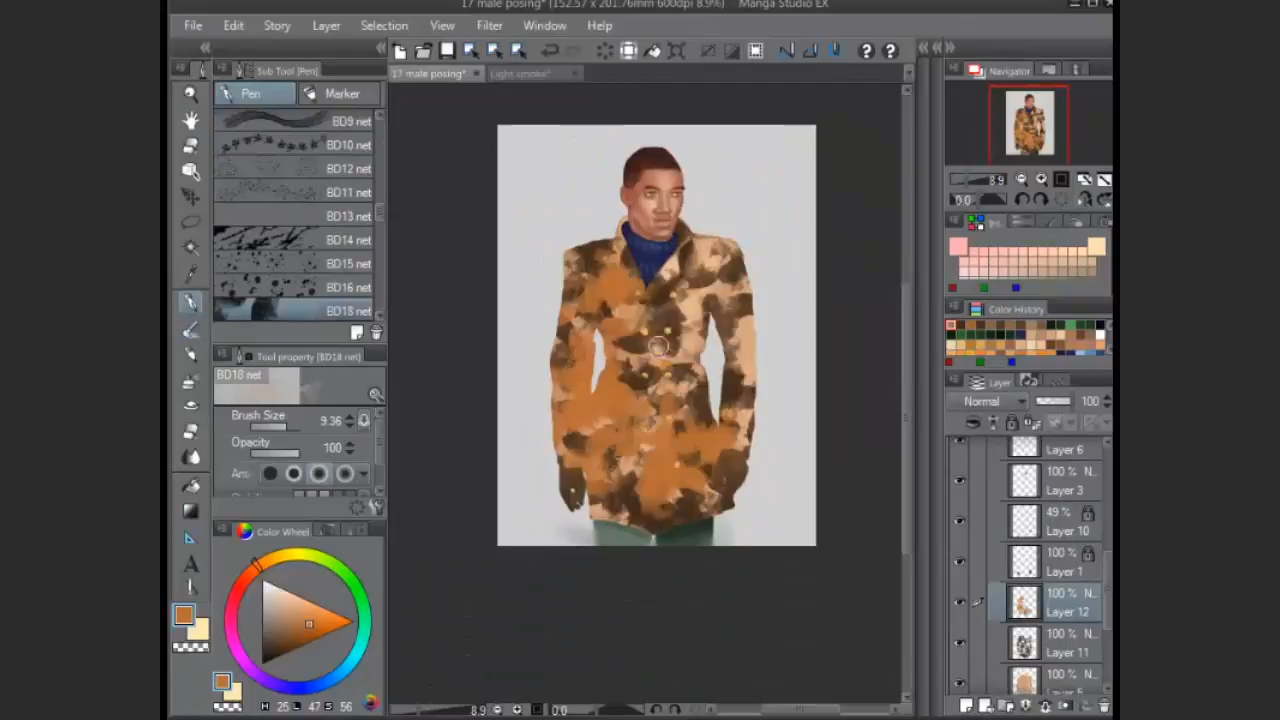 17 male posing* (152.57 x 201.76mm 600dpi 8.9%) - Manga Studio EX
File Edit Story Layer Selection View Filter Window Help
Sub Tool [Pen]
17 male posing*
Light smoke*
Navigator
Pen
Marker
BD9 net
BD10 net
BD12 net
BD11 net
BD13 net
BD14 net
BD15 net
BD16 net
BD18 net
8.9
0.0
Color History
Tool property [BD18 net]
BD18 net
Brush Size 9.36
Opacity 100
Layer
Normal 100
Layer 6
100 % N..
Layer 3
49 % N..
Layer 10
100 %
Layer 1
100 % N..
Layer 12
100 % N..
Layer 11
100 % N..
Color Wheel
A
H 25 L 47 S 56
8.9
0.0